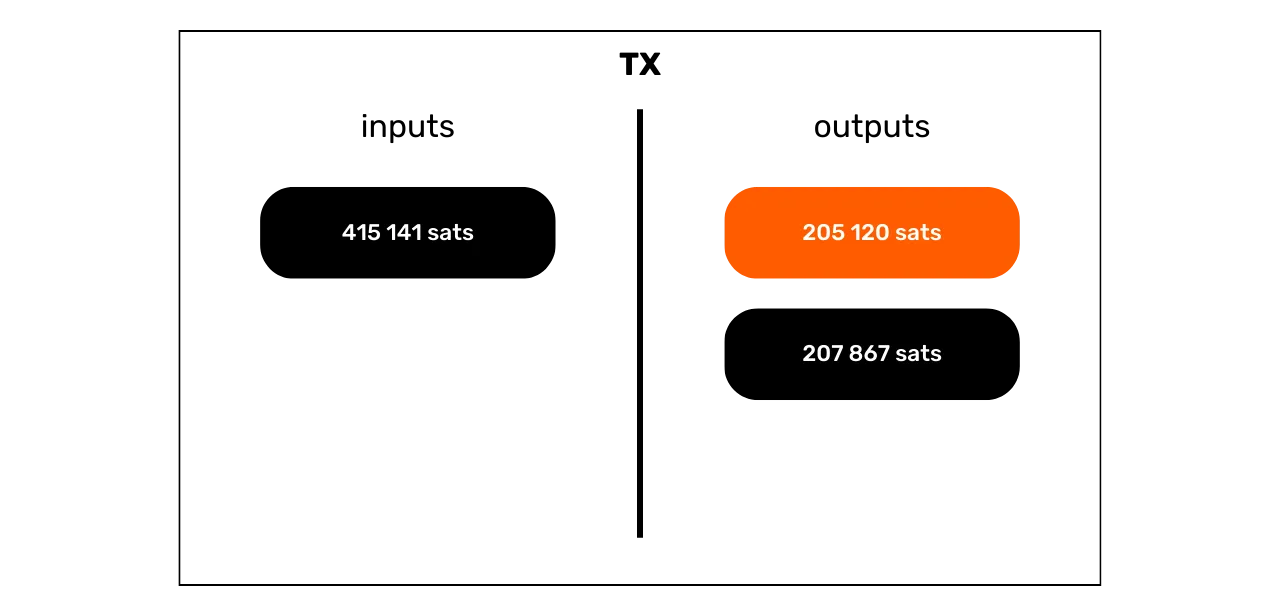 TX
inputs
outputs
415 141 sats
205 120 sats
207 867 sats